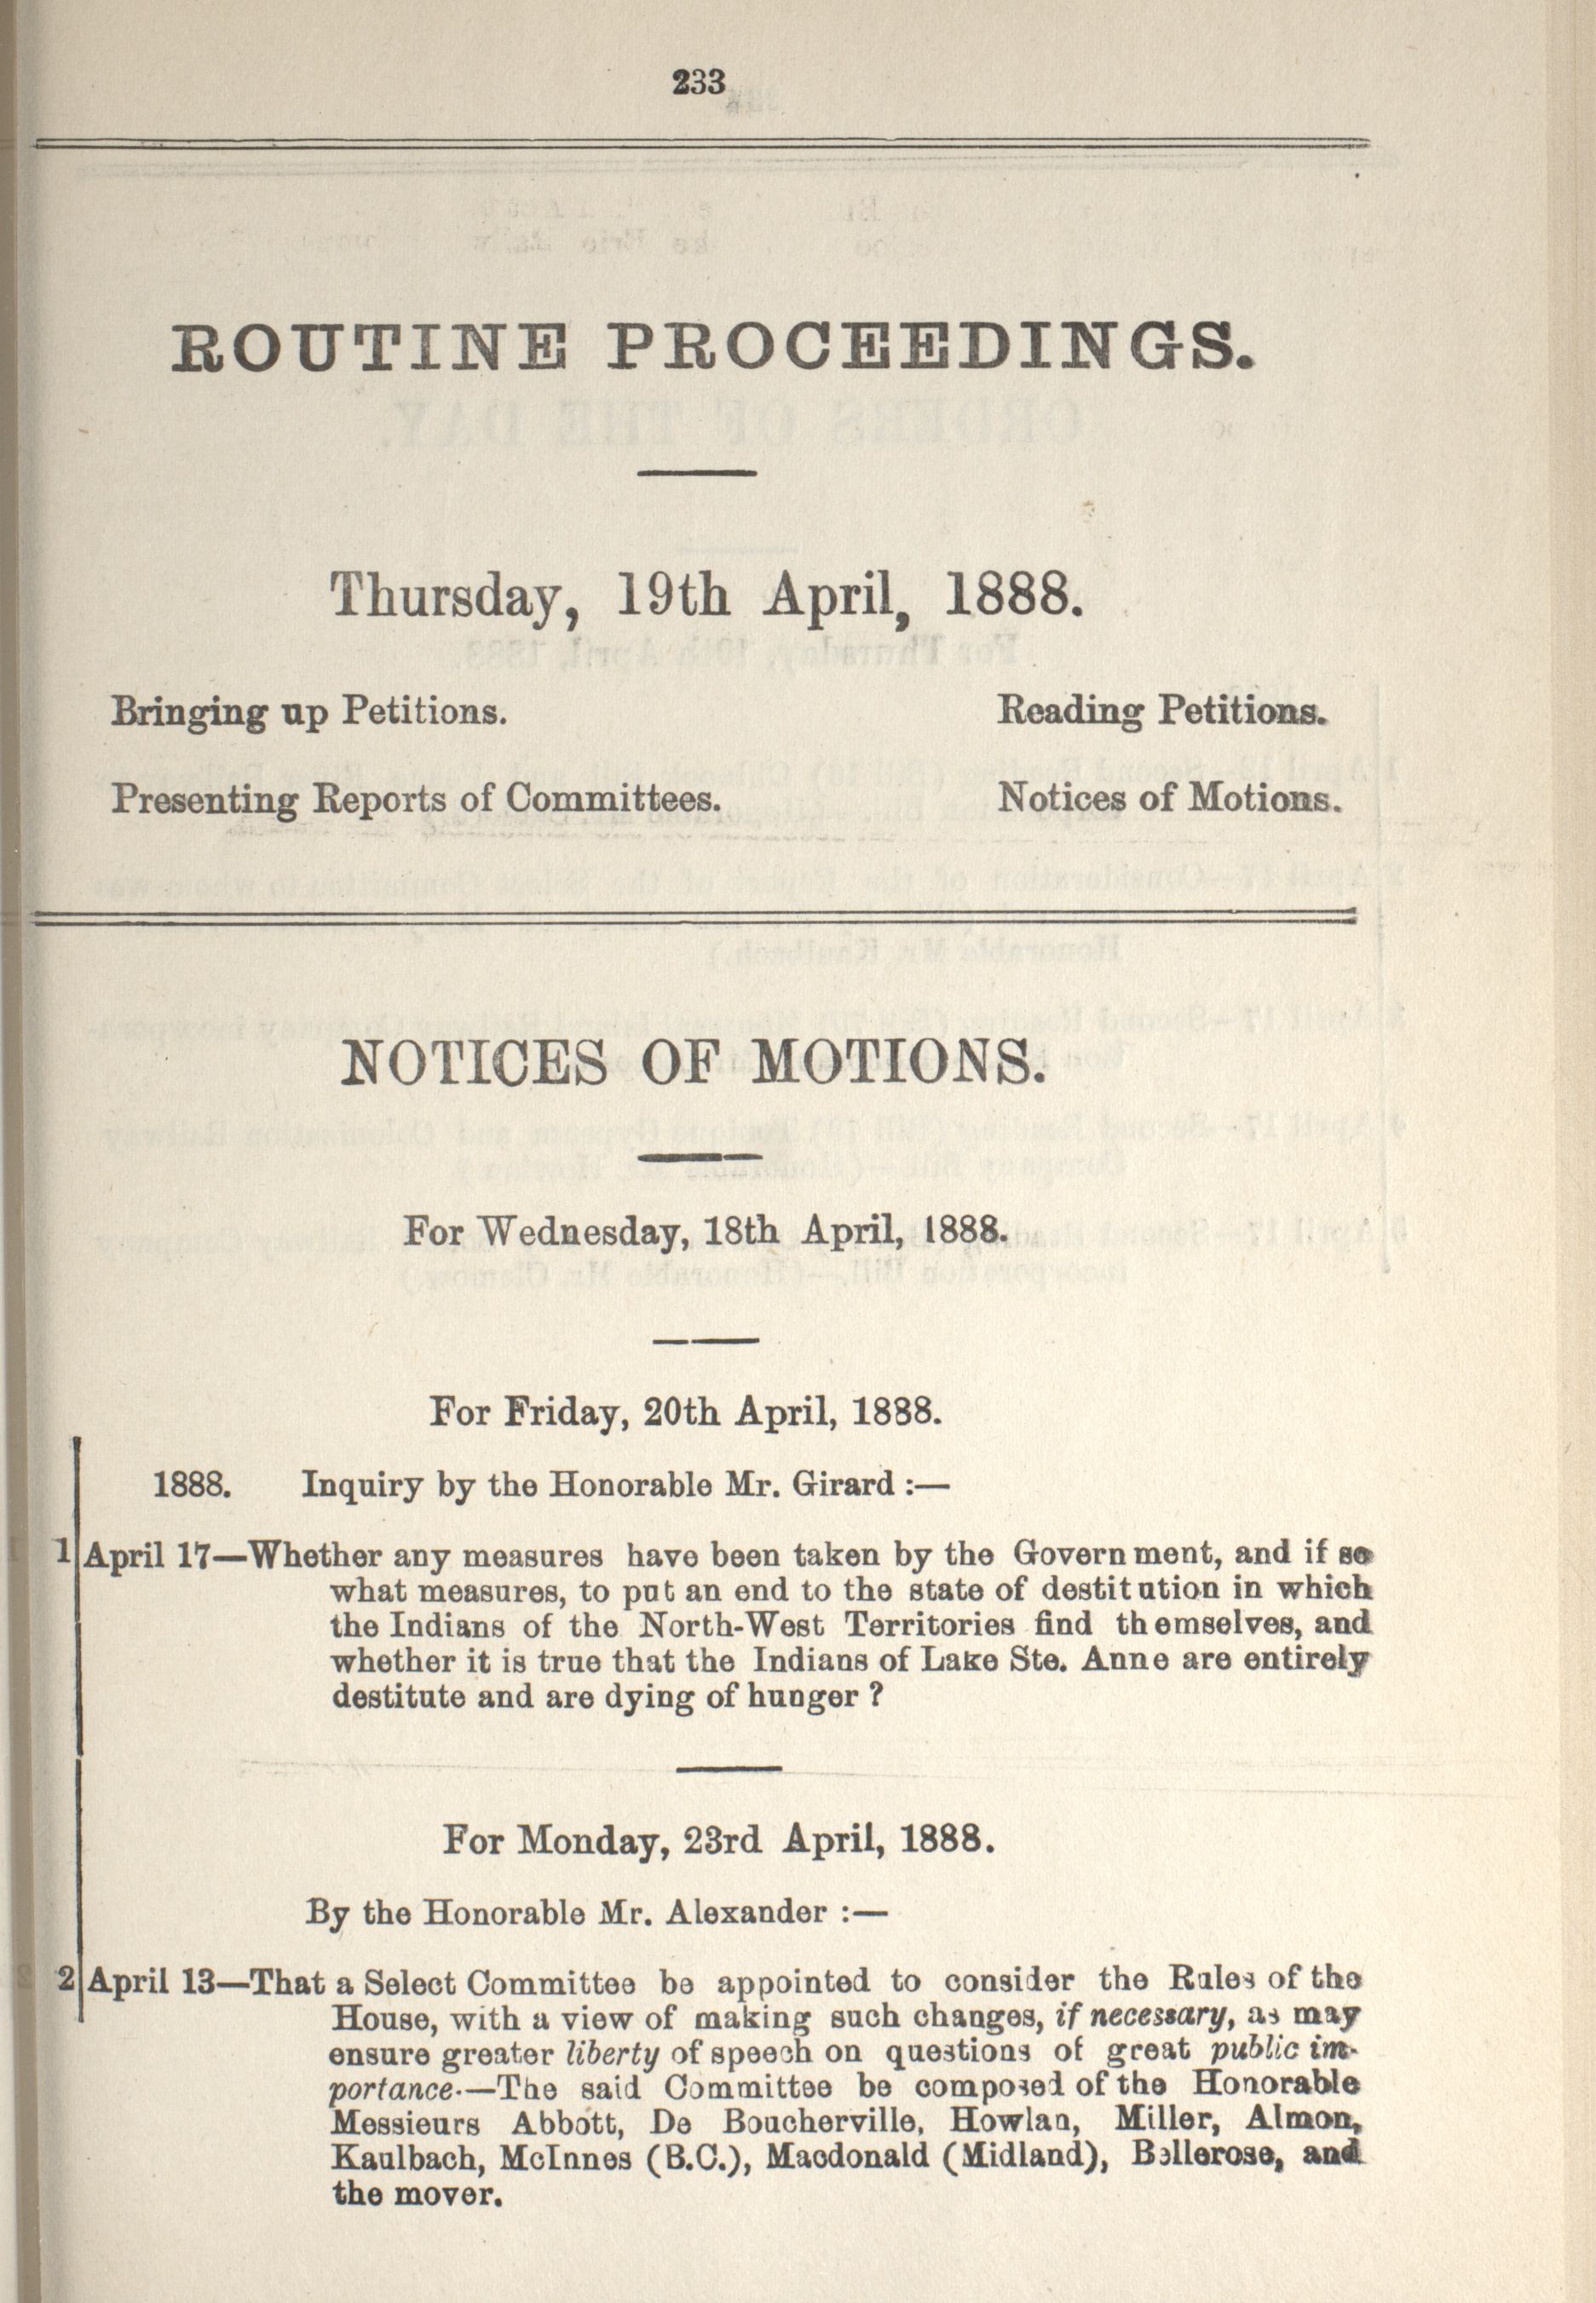 233
ROUTINE PROCEEDINGS.
Thursday, 19th April, 1888.
Bringing up Petitions. Reading Petitions.
Presenting Reports of Committees. Notices of Motions.
NOTICES OF MOTIONS.
For Wednesday, 18th April, 1888.
For Friday, 20th April, 1888.
1888. Inquiry by the Honorable Mr. Girard :—
1 April 17—Whether any measures have been taken by the Government, and if so
what measures, to put an end to the state of destitution in which
the Indians of the North-West Territories find themselves, and
whether it is true that the Indians of Lake Ste. Anne are entirely
destitute and are dying of hunger ?
For Monday, 23rd April, 1888.
By the Honorable Mr. Alexander :—
2 April 13—That a Select Committee be appointed to consider the Rules of the
House, with a view of making such changes, if necessary, as may
ensure greater liberty of speech on questions of great public im-
portance.—The said Committee be composed of the Honorable
Messieurs Abbott, De Boucherville, Howlan, Miller, Almon,
Kaulbach, McInnes (B.C.), Macdonald (Midland), Bellerose, and
the mover.